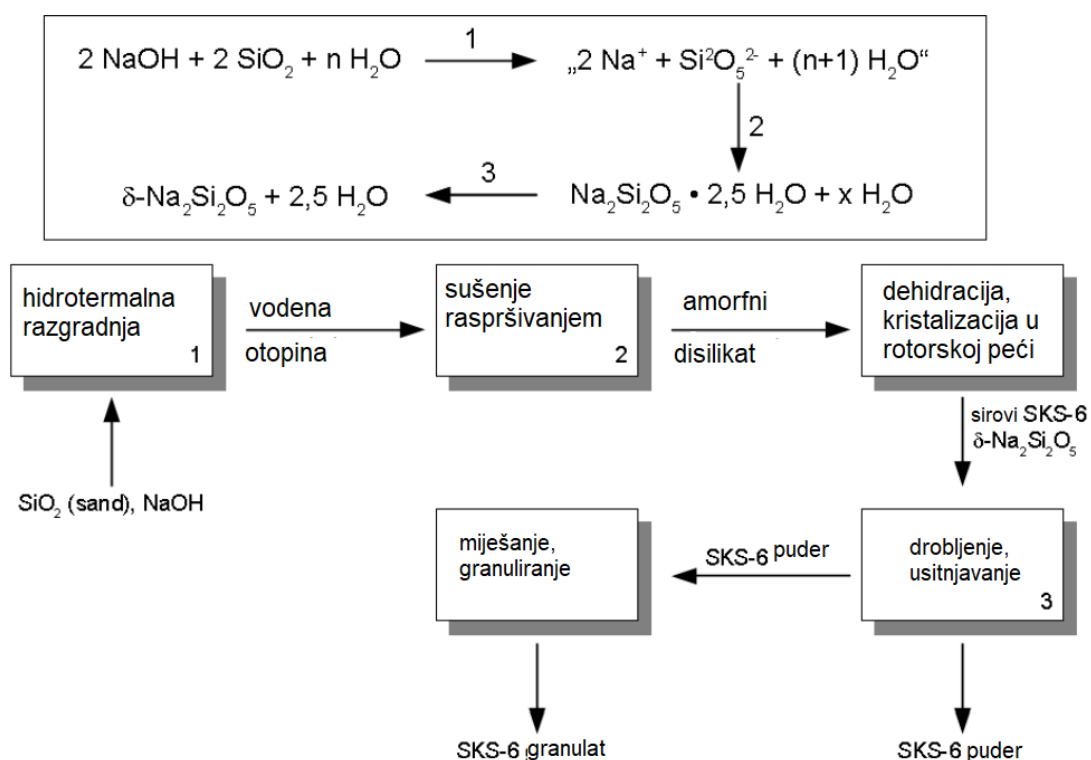 2 NaOH + 2 SiO₂ + n H₂O
1
„2 Na⁺ + Si²O₅²⁻ + (n+1) H₂O“
2
3
δ-Na₂Si₂O₅ + 2,5 H₂O
Na₂Si₂O₅ • 2,5 H₂O + x H₂O
hidrotermalna
razgradnja
1
vodena
otopina
sušenje
raspršivanjem
2
amorfni
disilikat
dehidracija,
kristalizacija u
rotorskoj peći
sirovi SKS-6
δ-Na₂Si₂O₅
SiO₂ (sand), NaOH
miješanje,
granuliranje
SKS-6 puder
drobljenje,
usitnjavanje
3
SKS-6 granulat
SKS-6 puder